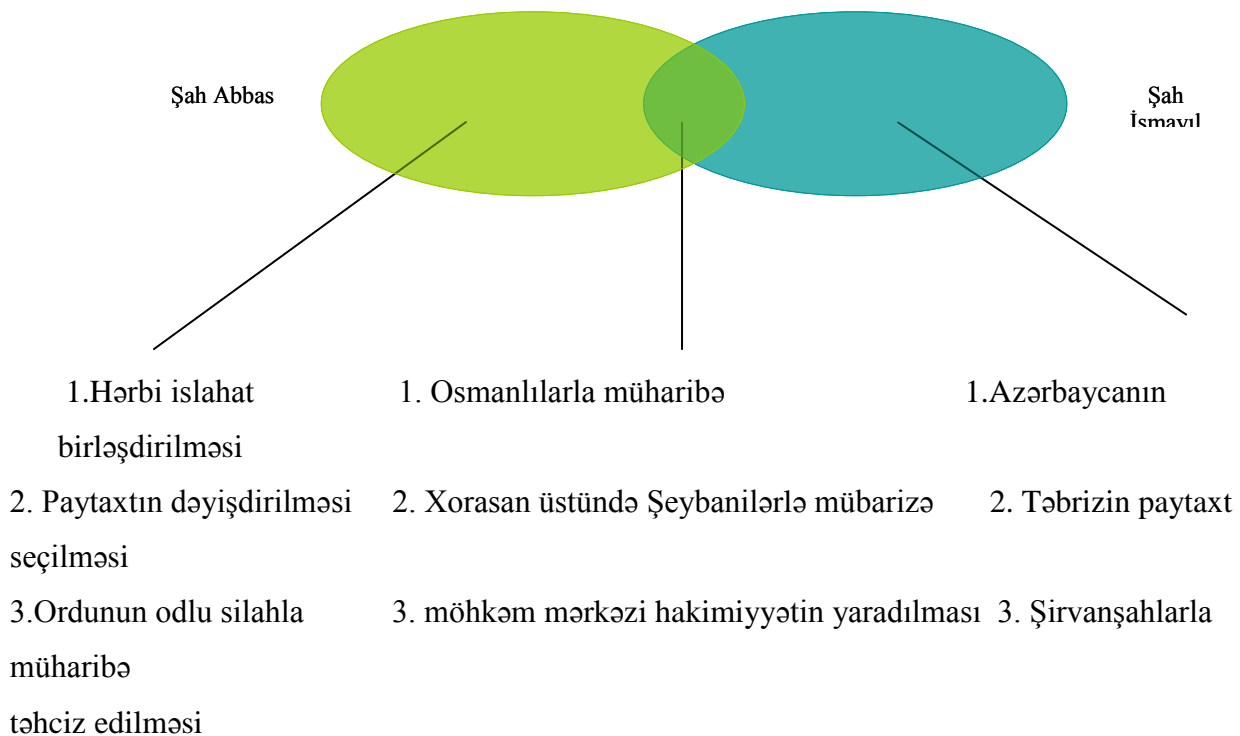 Şah Abbas
Şah
İsmayıl
1.Hərbi islahat 1. Osmanlılarla müharibə 1.Azərbaycanın
birləşdirilməsi
2. Paytaxtın dəyişdirilməsi 2. Xorasan üstündə Şeybanilərlə mübarizə 2. Təbrizin paytaxt
seçilməsi
3.Ordunun odlu silahla 3. möhkəm mərkəzi hakimiyyətin yaradılması 3. Şirvanşahlarla
müharibə
təhciz edilməsi